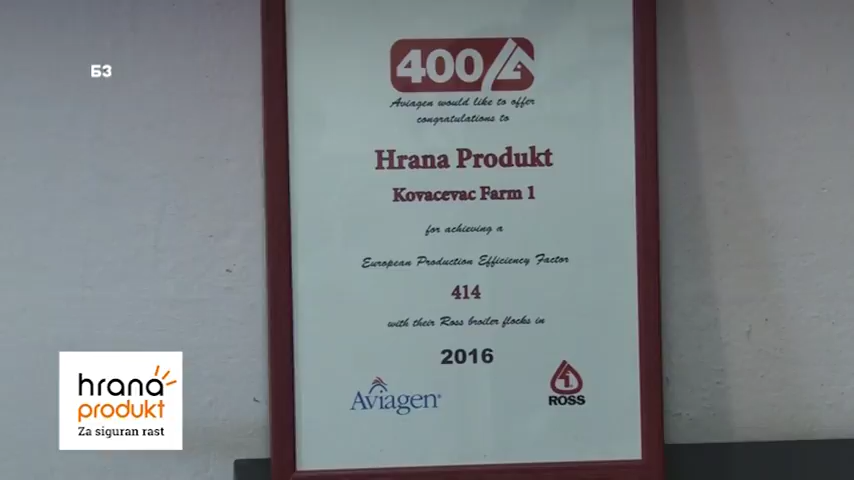 БЗ
400
Aviagen would like to offer
congratulations to
Hrana Produkt
Kovacevac Farm 1
for achieving a
European Production Efficiency Factor
414
with their Ross broiler flocks in
2016
Aviagen®
ROSS
hrana
produkt
Za siguran rast